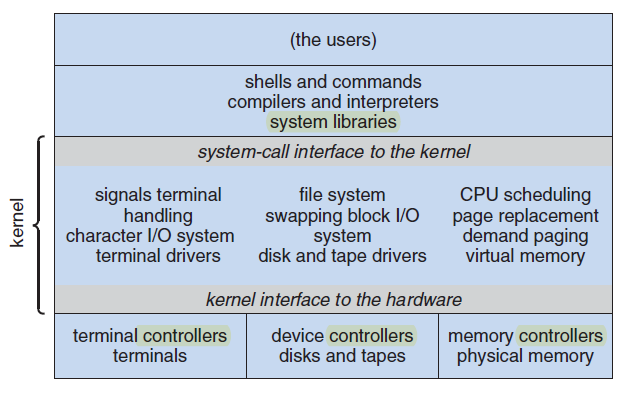 (the users)
shells and commands
compilers and interpreters
system libraries
system-call interface to the kernel
kernel
signals terminal
handling
character I/O system
terminal drivers
file system
swapping block I/O
system
disk and tape drivers
CPU scheduling
page replacement
demand paging
virtual memory
kernel interface to the hardware
terminal controllers
terminals
device controllers
disks and tapes
memory controllers
physical memory